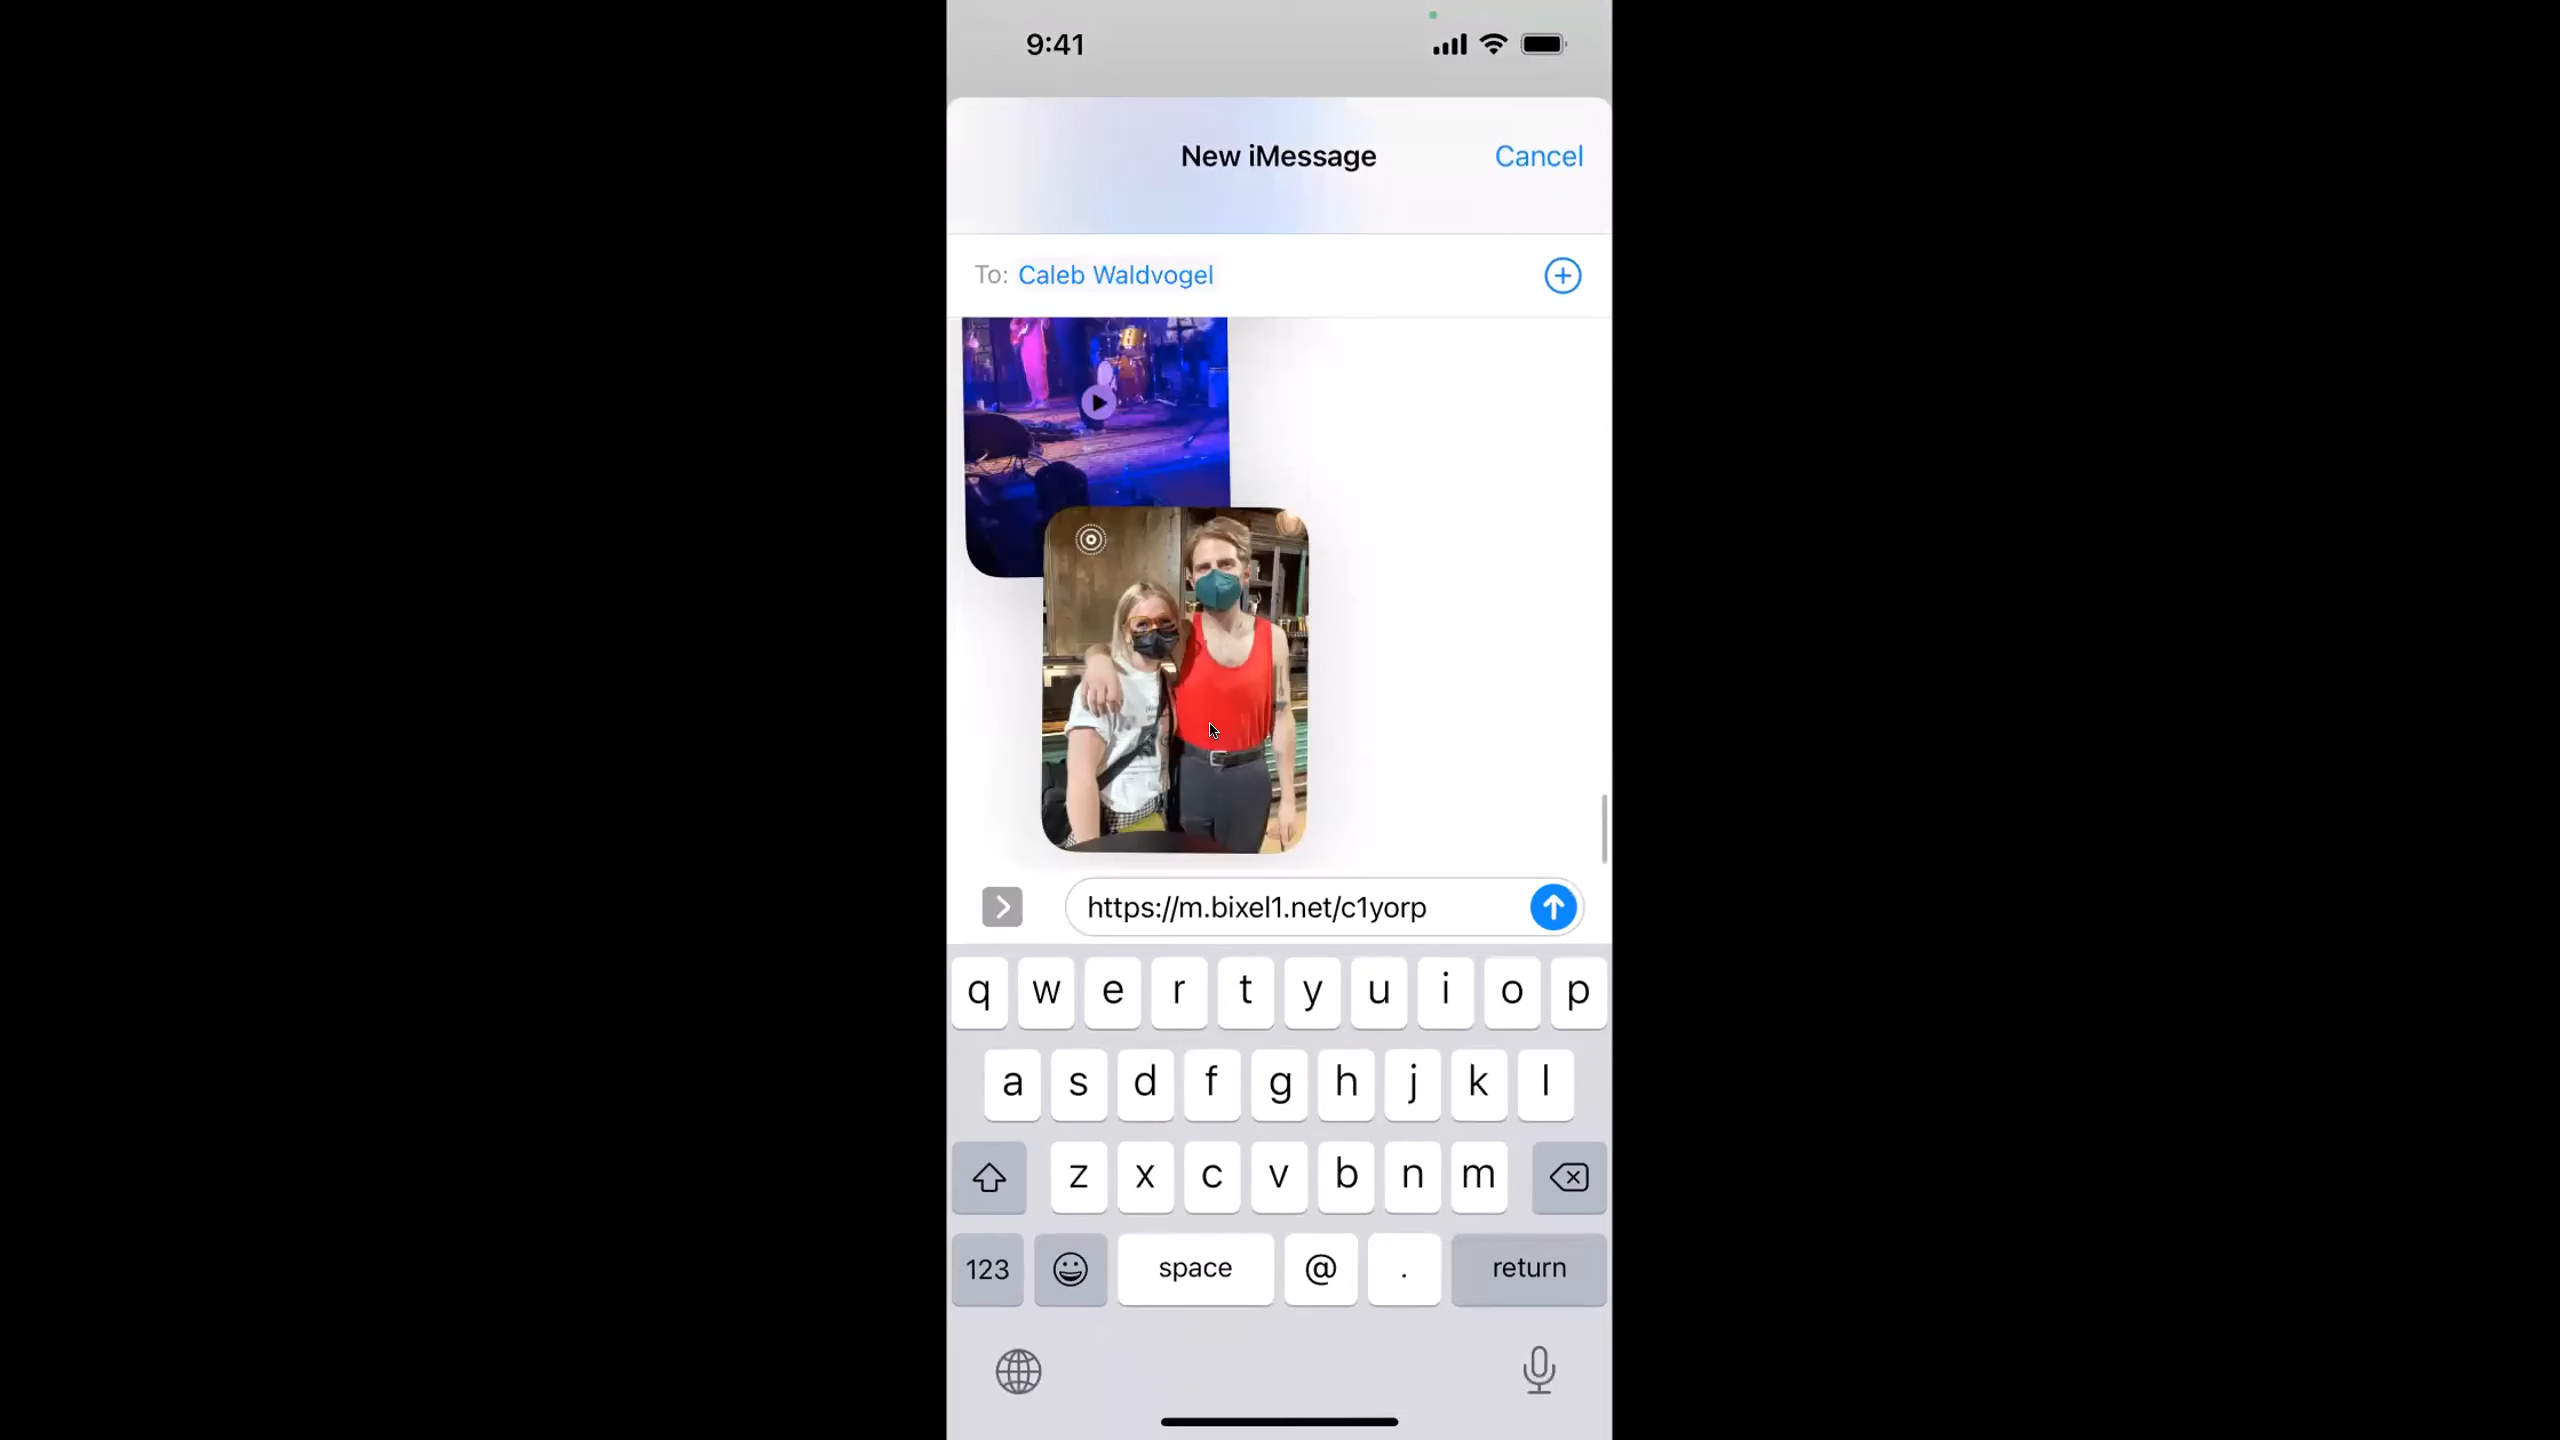 9:41
New iMessage
Cancel
To: Caleb Waldvogel
https://m.bixel1.net/c1yorp
q w e r t y u i o p
a s d f g h j k l
z x c v b n m
123 space @ . return